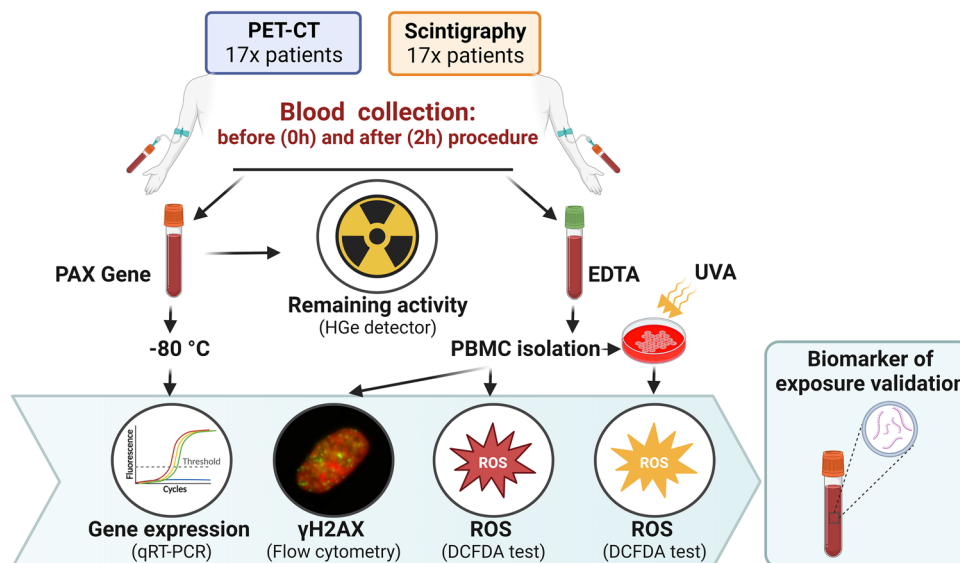 PET-CT
17x patients
Scintigraphy
17x patients
Blood collection:
before (0h) and after (2h) procedure
PAX Gene
Remaining activity
(HGe detector)
EDTA
UVA
-80 °C
PBMC isolation
Biomarker of
exposure validation
Fluorescence
Threshold
Cycles
ROS
ROS
Gene expression
(qRT-PCR)
γH2AX
(Flow cytometry)
ROS
(DCFDA test)
ROS
(DCFDA test)